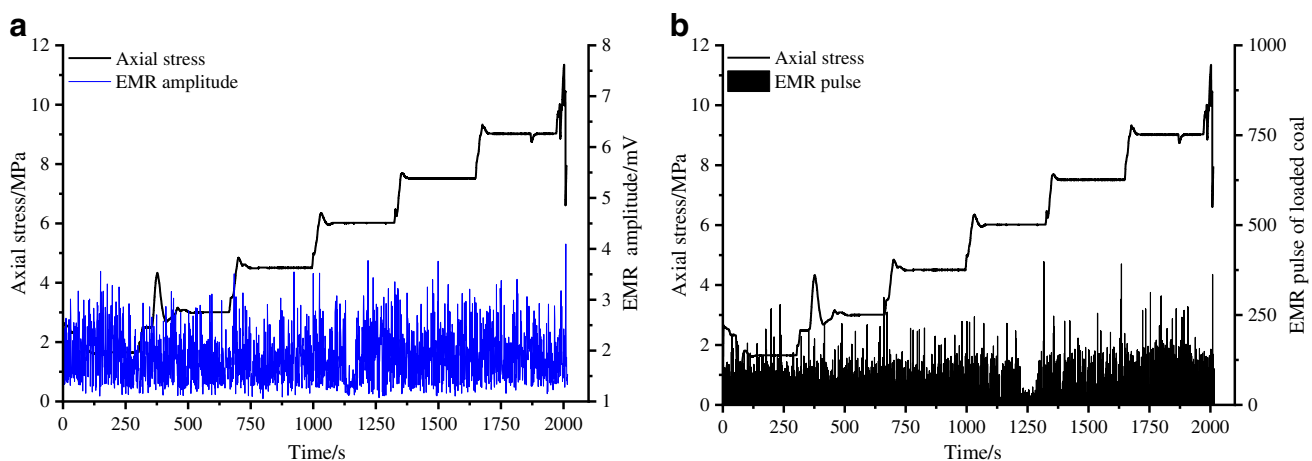 a
Axial stress
EMR amplitude
12
10
8
6
4
2
0
Axial stress/MPa
8
7
6
5
4
3
2
1
EMR amplitude/mV
0 250 500 750 1000 1250 1500 1750 2000
Time/s
b
Axial stress
EMR pulse
12
10
8
6
4
2
0
Axial stress/MPa
1000
750
500
250
0
EMR pulse of loaded coal
0 250 500 750 1000 1250 1500 1750 2000
Time/s